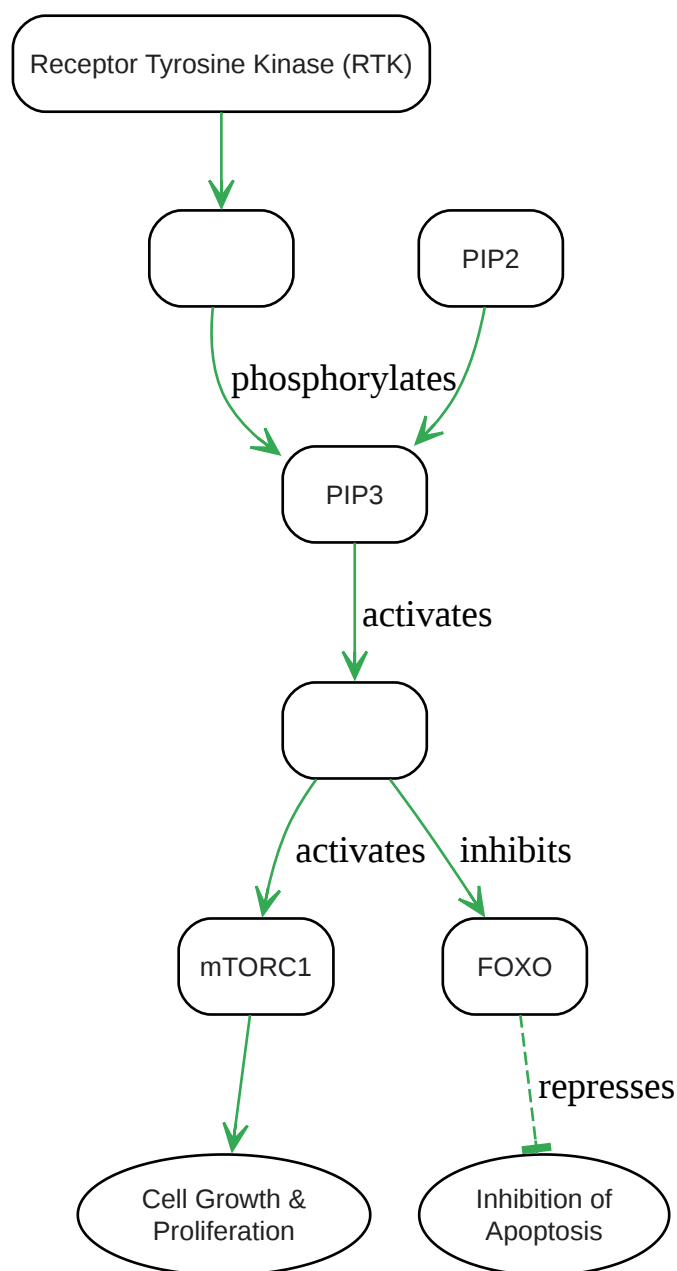 Receptor Tyrosine Kinase (RTK)
PIP2
phosphorylates
PIP3
activates
activates
inhibits
mTORC1
FOXO
represses
Cell Growth &
Proliferation
Inhibition of
Apoptosis